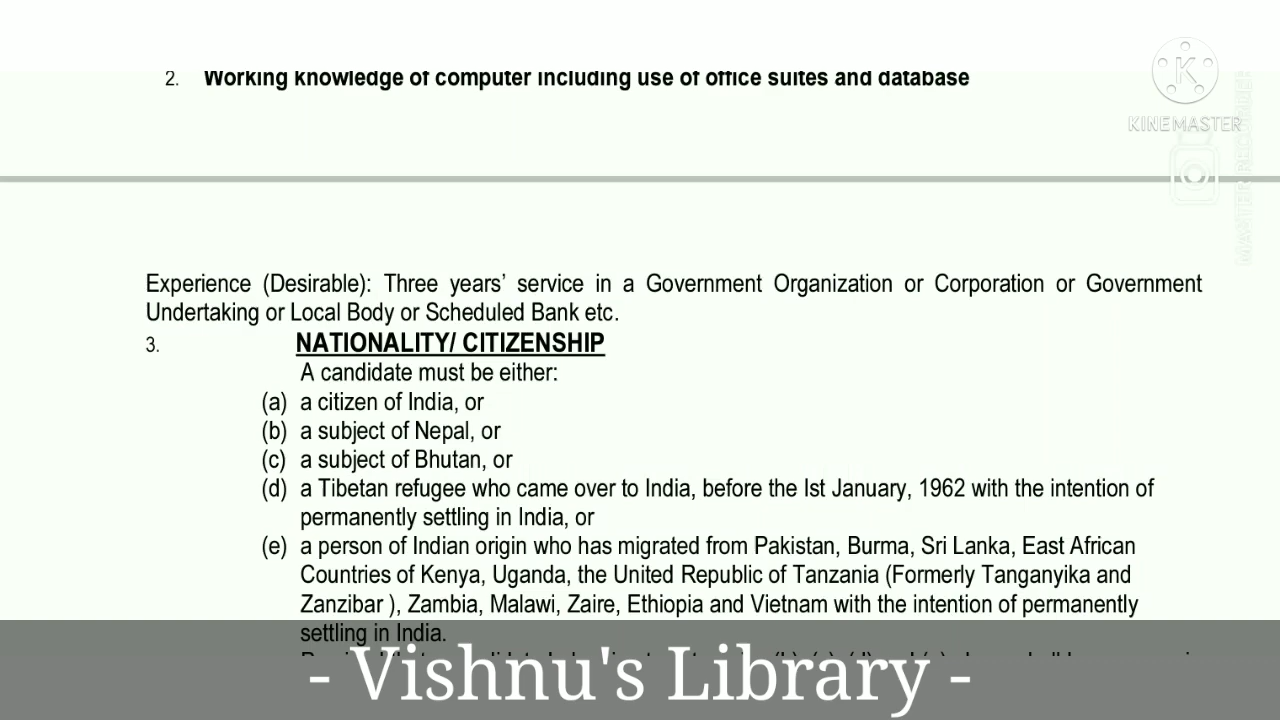 2. Working knowledge of computer including use of office suites and database
KINEMASTER
MASTER RECORDER
Experience (Desirable): Three years' service in a Government Organization or Corporation or Government
Undertaking or Local Body or Scheduled Bank etc.
3. NATIONALITY/ CITIZENSHIP
A candidate must be either:
(a) a citizen of India, or
(b) a subject of Nepal, or
(c) a subject of Bhutan, or
(d) a Tibetan refugee who came over to India, before the Ist January, 1962 with the intention of
permanently settling in India, or
(e) a person of Indian origin who has migrated from Pakistan, Burma, Sri Lanka, East African
Countries of Kenya, Uganda, the United Republic of Tanzania (Formerly Tanganyika and
Zanzibar ), Zambia, Malawi, Zaire, Ethiopia and Vietnam with the intention of permanently
settling in India.
- Vishnu's Library -